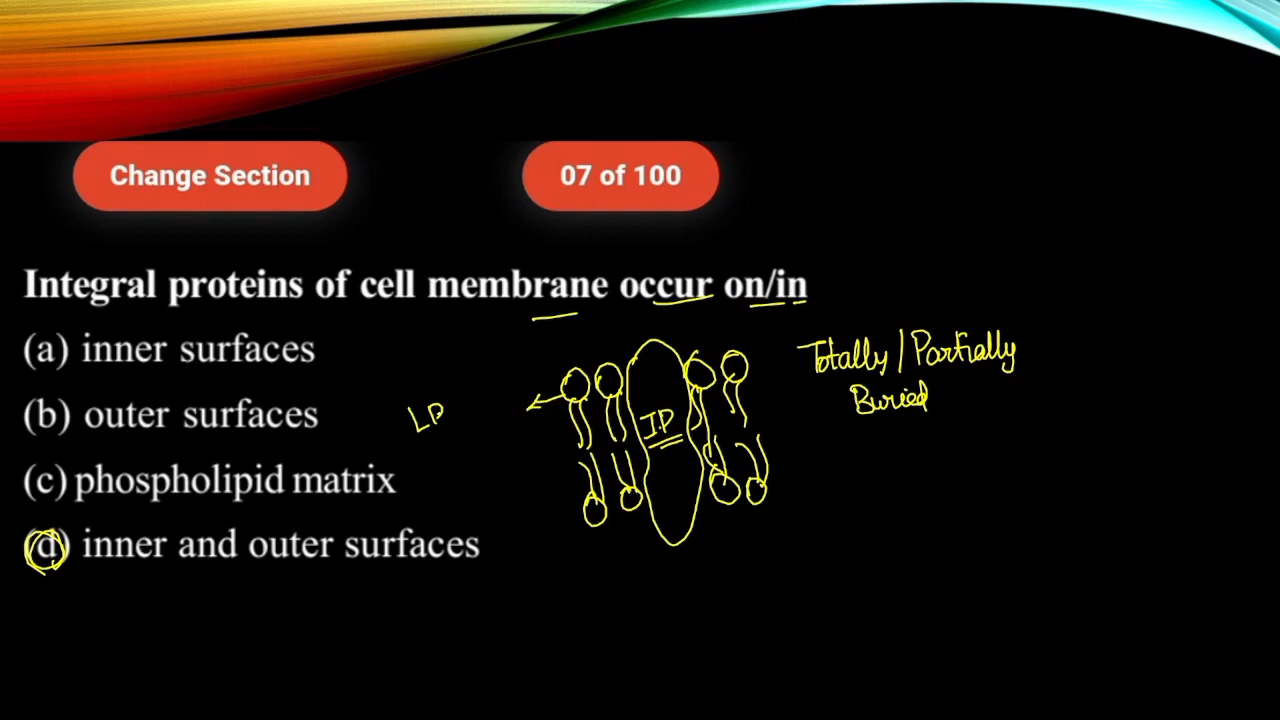 Change Section
07 of 100
Integral proteins of cell membrane occur on/in
(a) inner surfaces
(b) outer surfaces
(c) phospholipid matrix
(d) inner and outer surfaces
LP
I.P
Totally / Partially
Buried